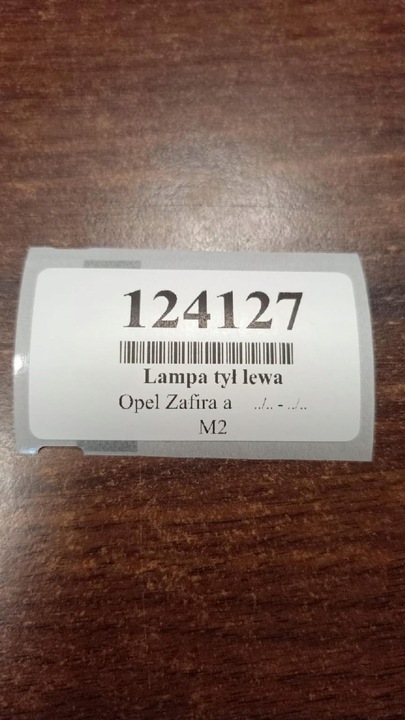 124127
Lampa tył lewa
Opel Zafira a ../.. - ../..
M2